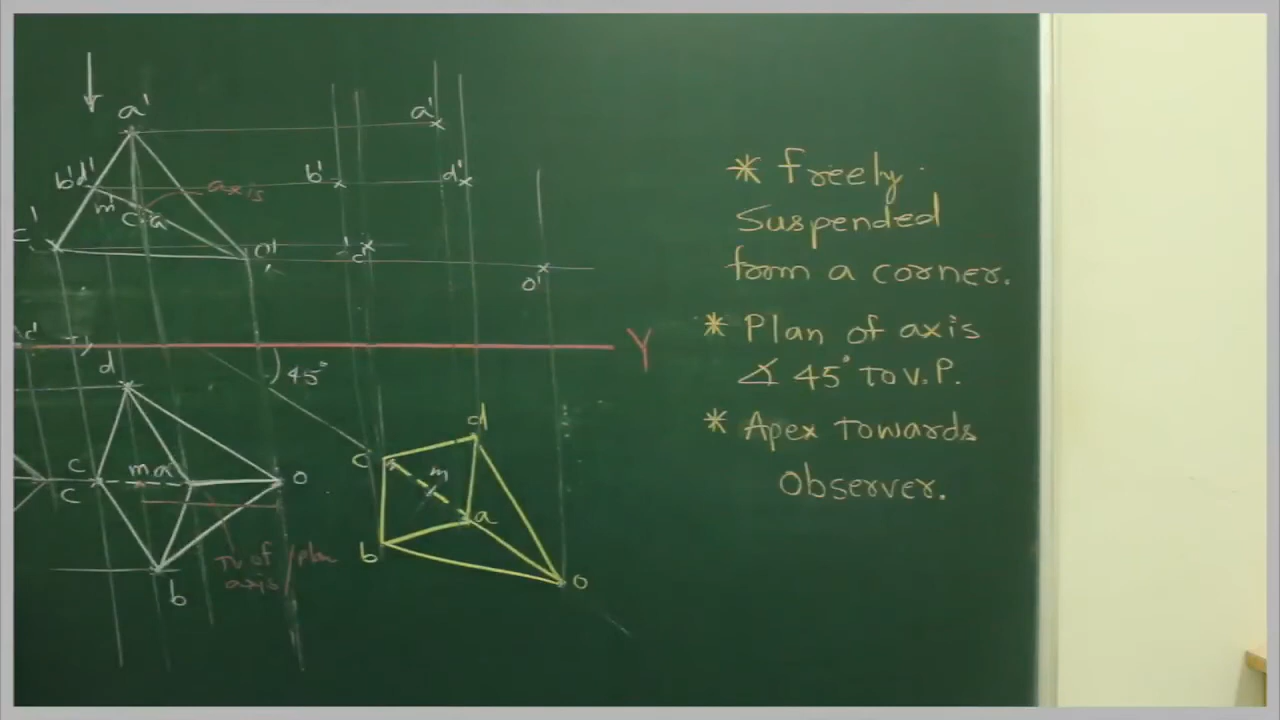 a'
a'
b'd'
axis
b'
d'
m'
c'
G
c'
o'
c'
o'
d'
Y
d
45°
d
c
c
m
a
o
c
m
a
b
TV of / plan
axis
o
b
* freely
Suspended
from a corner.
* Plan of axis
∡ 45° TO V.P.
* Apex Towards
Observer.